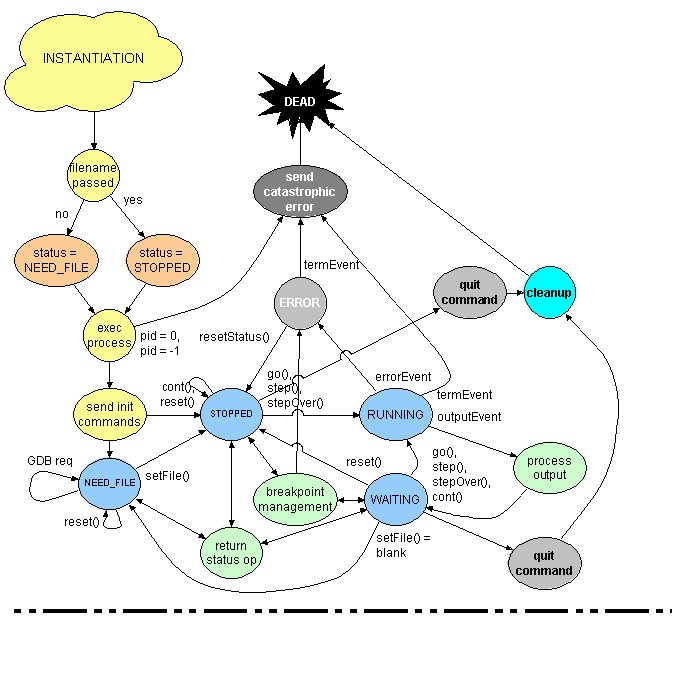 INSTANTIATION
DEAD
filename
passed
send
catastrophic
error
no
yes
status =
NEED_FILE
status =
STOPPED
termEvent
quit
command
cleanup
ERROR
exec
process
pid = 0,
pid = -1
resetStatus()
go(),
step()
stepOver()
errorEvent
cont(),
reset()
termEvent
send init
commands
STOPPED
RUNNING
outputEvent
GDB req
setFile()
reset()
go(),
step(),
stepOver(),
cont()
process
output
NEED_FILE
breakpoint
management
WAITING
reset()
return
status op
setFile() =
blank
quit
command